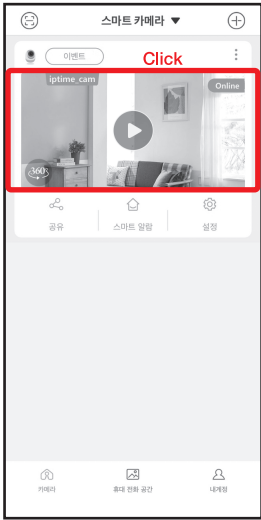 스마트 카메라 ▼
이벤트
Click
iptime_cam
Online
360°
공유
스마트 알람
설정
카메라
휴대 전화 공간
내계정